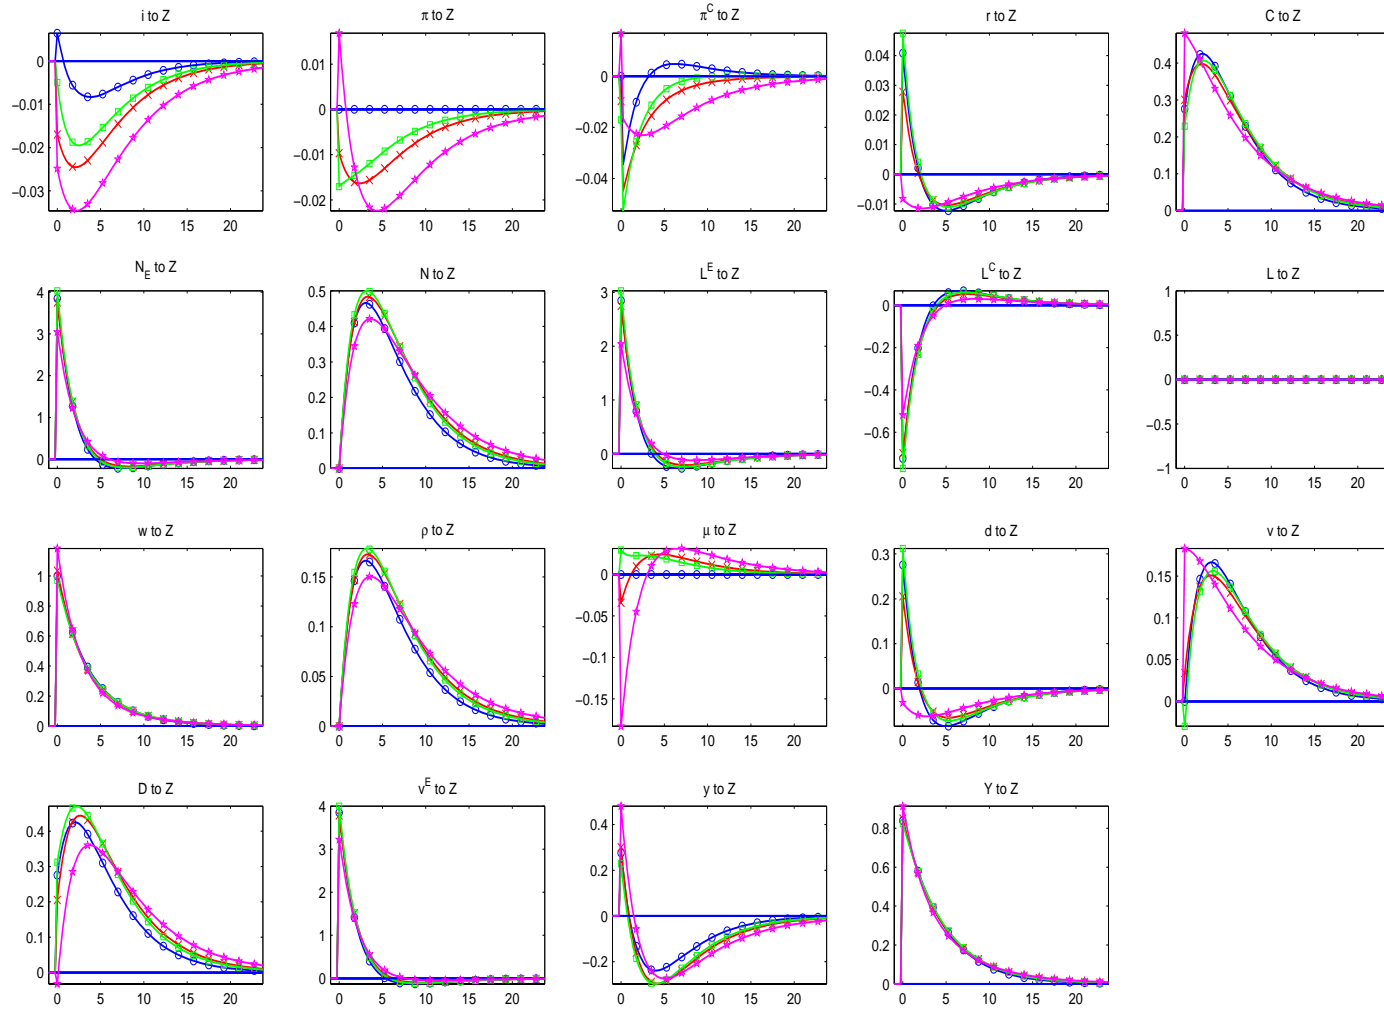 i to Z
π to Z
π^C to Z
r to Z
C to Z
0
−0.01
−0.02
−0.03
0 5 10 15 20
0.01
0
−0.01
−0.02
0 5 10 15 20
0
−0.02
−0.04
0 5 10 15 20
0.04
0.03
0.02
0.01
0
−0.01
0 5 10 15 20
0.4
0.3
0.2
0.1
0
0 5 10 15 20
N_E to Z
N to Z
L^E to Z
L^C to Z
L to Z
4
3
2
1
0
0 5 10 15 20
0.5
0.4
0.3
0.2
0.1
0
0 5 10 15 20
3
2
1
0
0 5 10 15 20
0
−0.2
−0.4
−0.6
0 5 10 15 20
1
0.5
0
−0.5
−1
0 5 10 15 20
w to Z
ρ to Z
μ to Z
d to Z
v to Z
1
0.8
0.6
0.4
0.2
0
0 5 10 15 20
0.15
0.1
0.05
0
0 5 10 15 20
0
−0.05
−0.1
−0.15
0 5 10 15 20
0.3
0.2
0.1
0
0 5 10 15 20
0.15
0.1
0.05
0
0 5 10 15 20
D to Z
v^E to Z
y to Z
Y to Z
0.4
0.3
0.2
0.1
0
0 5 10 15 20
4
3
2
1
0
0 5 10 15 20
0.4
0.2
0
−0.2
0 5 10 15 20
0.8
0.6
0.4
0.2
0
0 5 10 15 20